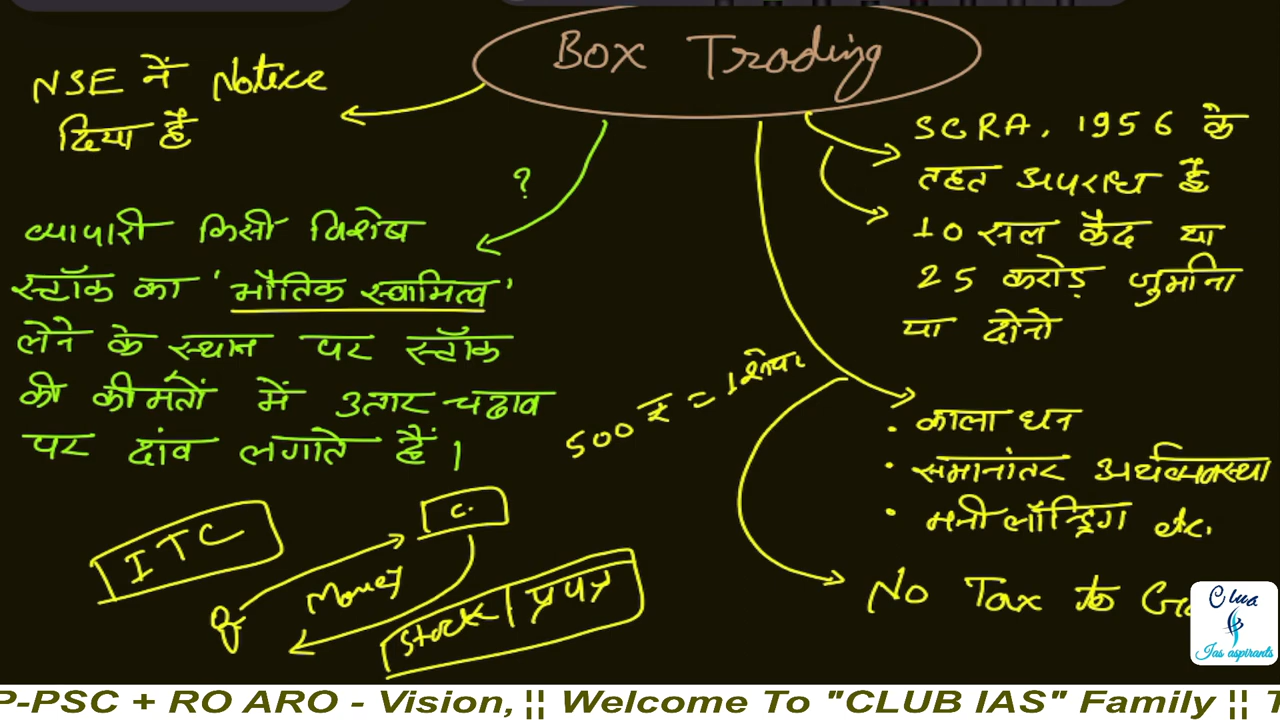 Box Trading
NSE नें Notice
दिया है
?
व्यापारी किसी विशेष
स्टॉक का 'भौतिक स्वामित्व'
लेने के स्थान पर स्टॉक
की कीमतों में उतार-चढाव
पर दांव लगाते हैं।
SCRA, 1956 के
तहत अपराध है
10 सल कैद या
25 करोड़ जुर्माना
या दोनो
500 ₹ = 1 शेयर
• काला धन
• समानांतर अर्थव्यवस्था
• मनी लॉन्ड्रिंग etc.
No Tax to
ITC
C.
Money
Stock | प्रपत्र
Club
Ias aspirants
P-PSC + RO ARO - Vision, ¦¦ Welcome To "CLUB IAS" Family ¦¦ T